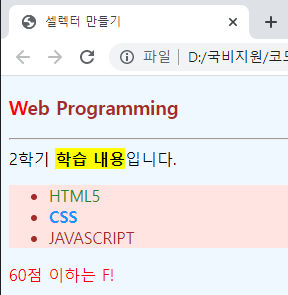 셀렉터 만들기
파일 | D:/국비지원/코드
Web Programming
2학기 학습 내용입니다.
• HTML5
• CSS
• JAVASCRIPT
60점 이하는 F!